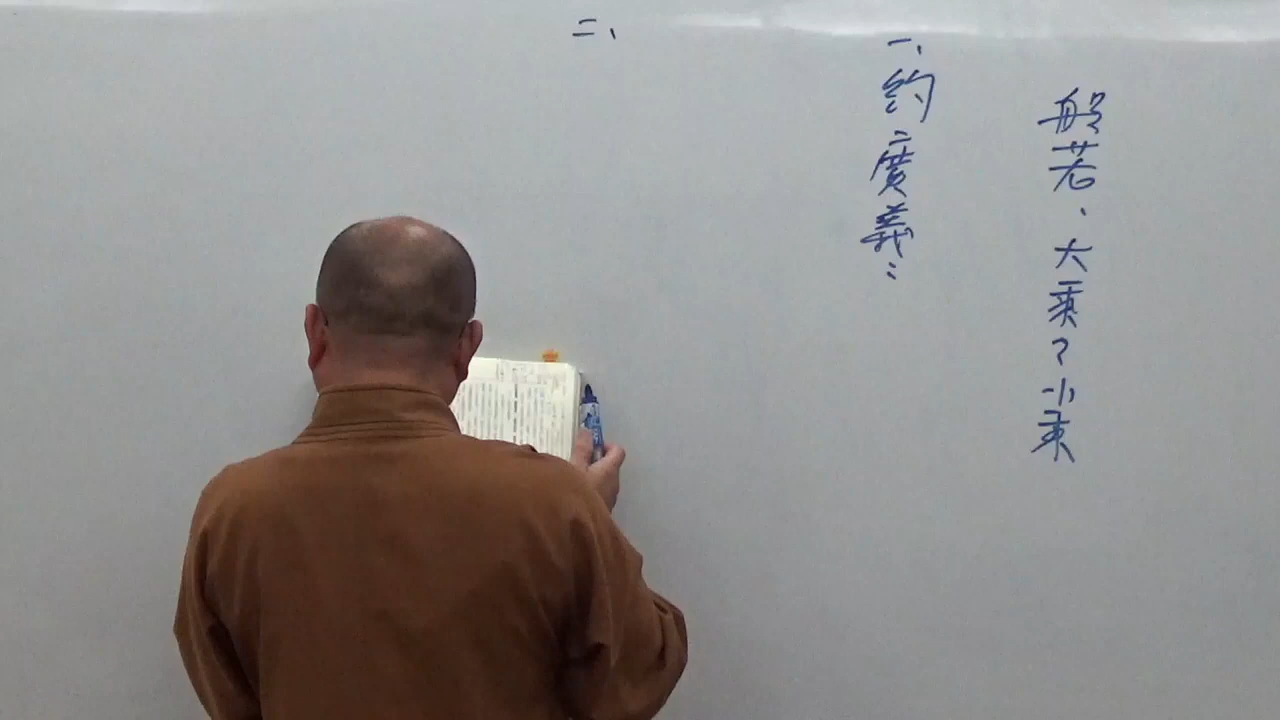 般若、大乘?小乘
一、約廣義:
二、